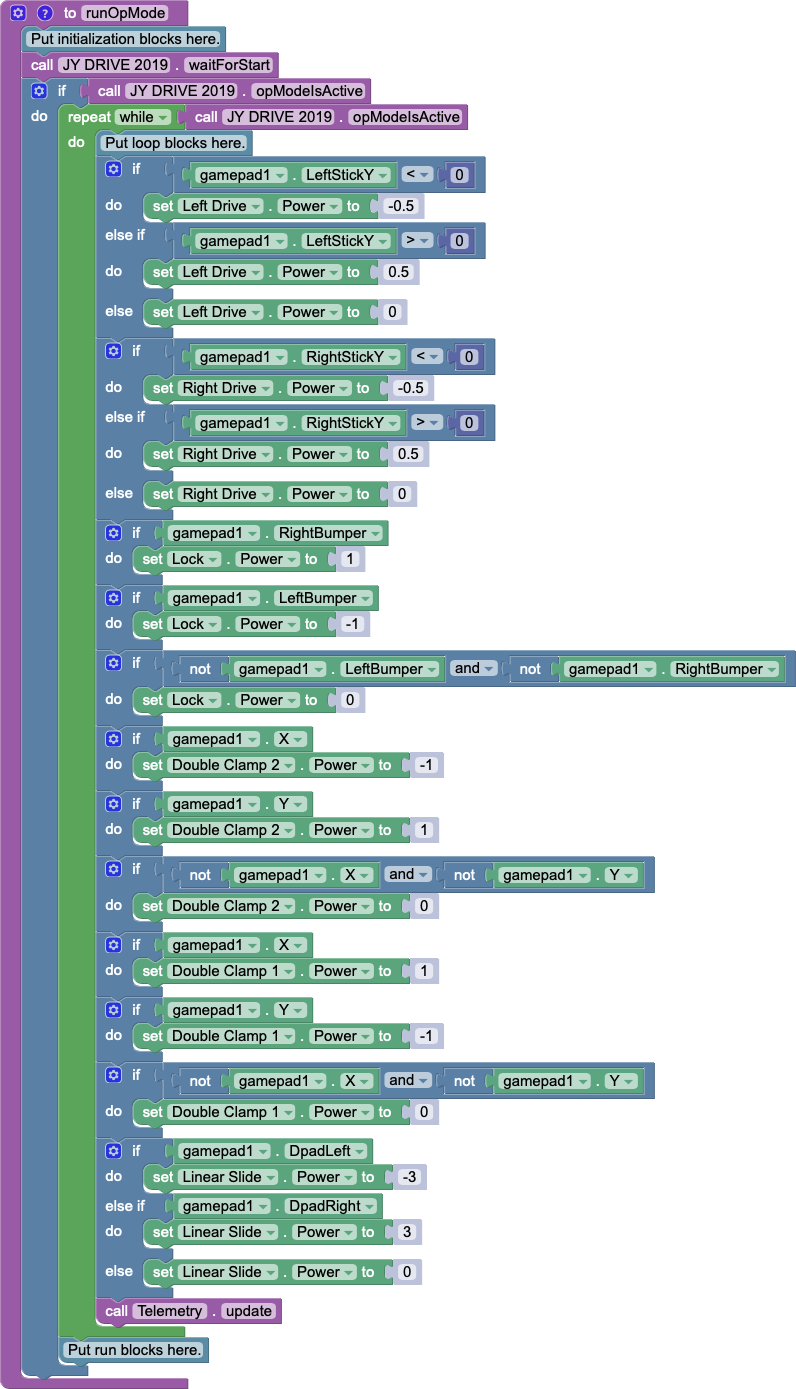 ? to runOpMode
Put initialization blocks here.
call JY DRIVE 2019 . waitForStart
if call JY DRIVE 2019 . opModeIsActive
do repeat while call JY DRIVE 2019 . opModeIsActive
do Put loop blocks here.
if gamepad1 . LeftStickY < 0
do set Left Drive . Power to -0.5
else if gamepad1 . LeftStickY > 0
do set Left Drive . Power to 0.5
else set Left Drive . Power to 0
if gamepad1 . RightStickY < 0
do set Right Drive . Power to -0.5
else if gamepad1 . RightStickY > 0
do set Right Drive . Power to 0.5
else set Right Drive . Power to 0
if gamepad1 . RightBumper
do set Lock . Power to 1
if gamepad1 . LeftBumper
do set Lock . Power to -1
if not gamepad1 . LeftBumper and not gamepad1 . RightBumper
do set Lock . Power to 0
if gamepad1 . X
do set Double Clamp 2 . Power to -1
if gamepad1 . Y
do set Double Clamp 2 . Power to 1
if not gamepad1 . X and not gamepad1 . Y
do set Double Clamp 2 . Power to 0
if gamepad1 . X
do set Double Clamp 1 . Power to 1
if gamepad1 . Y
do set Double Clamp 1 . Power to -1
if not gamepad1 . X and not gamepad1 . Y
do set Double Clamp 1 . Power to 0
if gamepad1 . DpadLeft
do set Linear Slide . Power to -3
else if gamepad1 . DpadRight
do set Linear Slide . Power to 3
else set Linear Slide . Power to 0
call Telemetry . update
Put run blocks here.